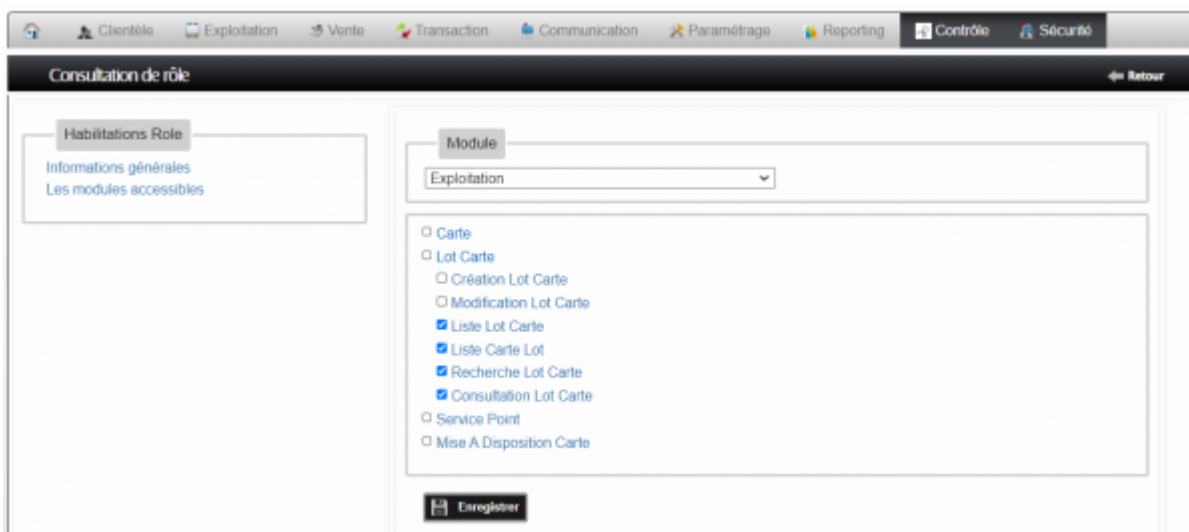 Clientèle Exploitation Vente Transaction Communication Paramétrage Reporting Contrôle Sécurité
Consultation de rôle Retour
Habilitations Role
Informations générales
Les modules accessibles
Module
Exploitation
Carte
Lot Carte
Création Lot Carte
Modification Lot Carte
Liste Lot Carte
Liste Carte Lot
Recherche Lot Carte
Consultation Lot Carte
Service Point
Mise A Disposition Carte
Enregistrer